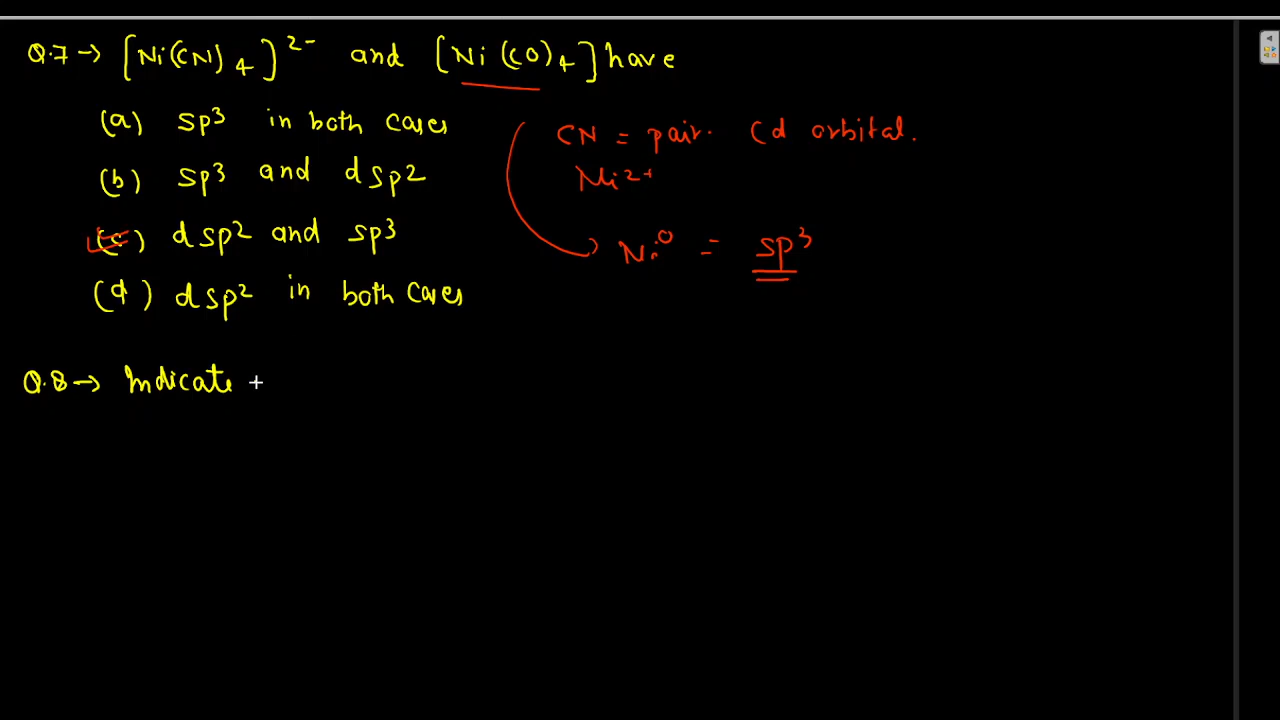 Q.7 → [Ni(CN)4]2- and [Ni(CO)4] have
(a) sp3 in both cases
(b) sp3 and dsp2
(c) dsp2 and sp3
(d) dsp2 in both cases
CN = pair. (d orbital.
Ni2+
Ni0 = sp3
Q.8 → Indicate